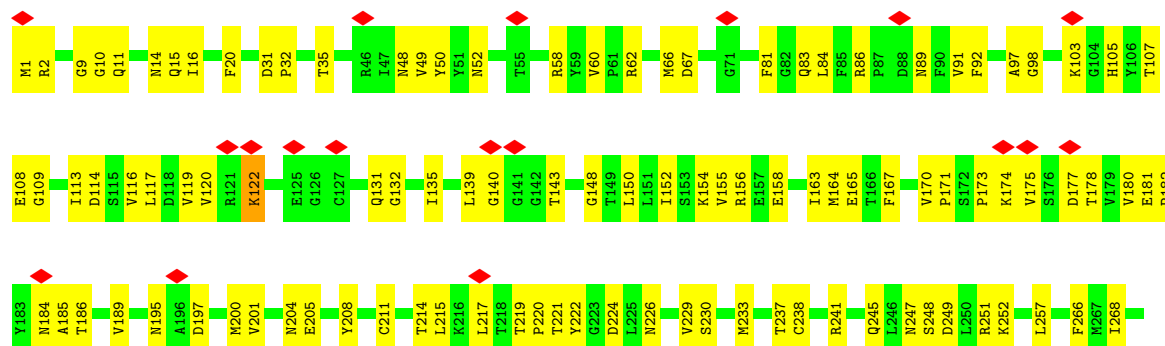 M1 R2 G9 G10 Q11 N14 Q15 I16 F20 D31 P32 T35 R46 I47 N48 V49 Y50 Y51 N52 T55 R58 Y59 V60 P61 R62 M66 D67 G71 F81 G82 Q83 L84 F85 R86 P87 D88 N89 F90 V91 F92 A97 G98 K103 G104 H105 Y106 T107
E108 G109 I113 D114 S115 V116 L117 D118 V119 V120 R121 K122 E125 G126 C127 Q131 G132 I135 L139 G140 G141 G142 T143 G148 T149 L150 L151 I152 S153 K154 V155 R156 E157 E158 I163 M164 E165 T166 F167 V170 P171 S172 P173 K174 V175 S176 D177 T178 V179 V180 E181
Y183 N184 A185 T186 V189 N195 A196 D197 M200 V201 N204 E205 Y208 C211 T214 L215 K216 L217 T218 T219 P220 T221 Y222 G223 D224 L225 N226 V229 S230 M233 T237 C238 R241 Q245 L246 N247 S248 D249 L250 R251 K252 L257 F266 M267 I268